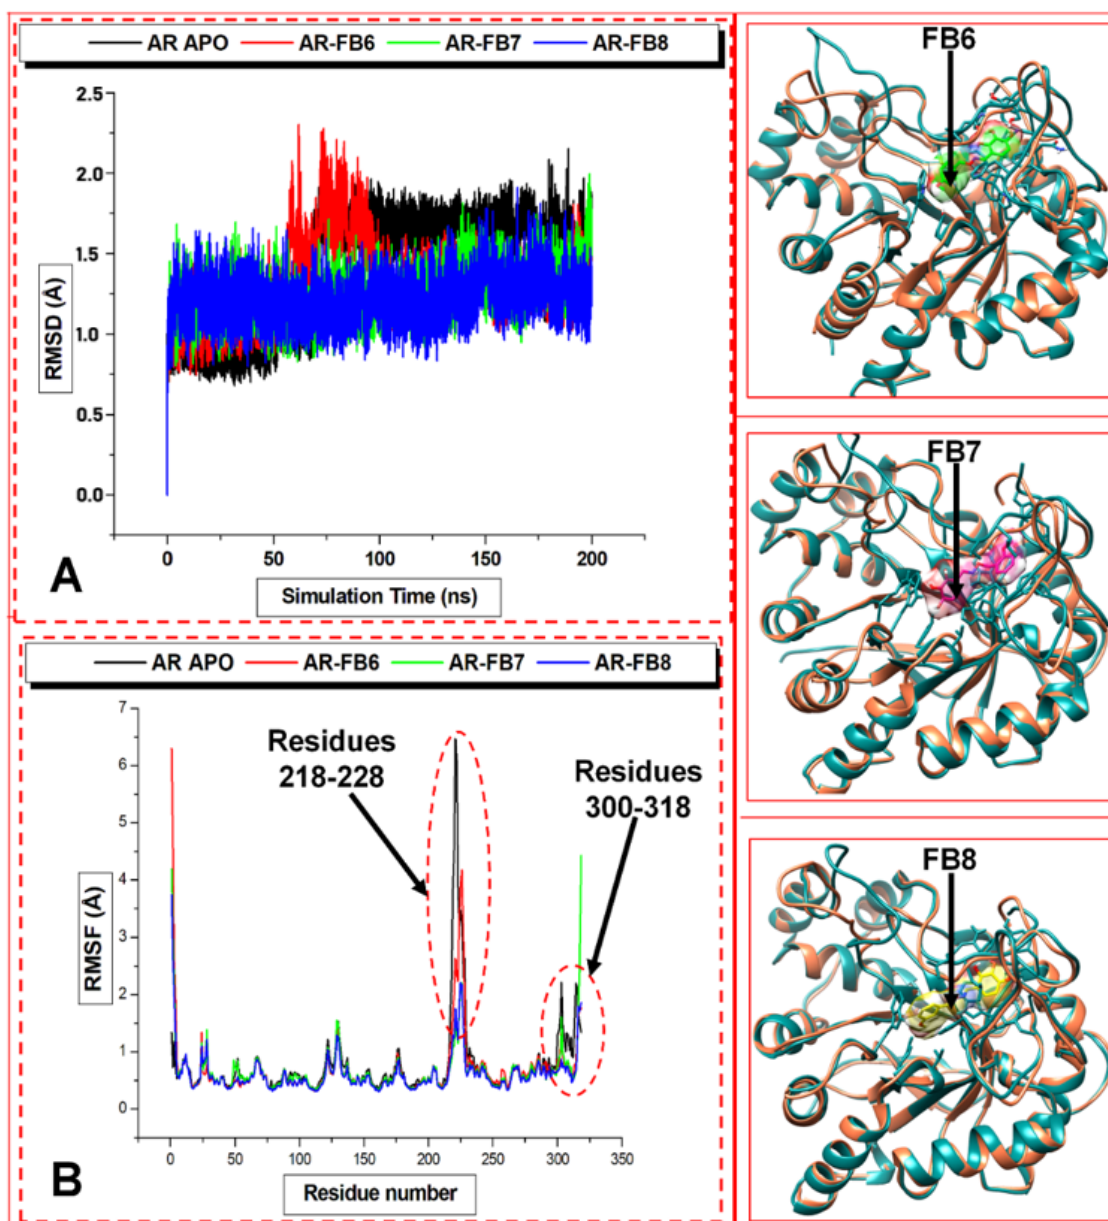 AR APO AR-FB6 AR-FB7 AR-FB8
2.5
2.0
1.5
1.0
0.5
0.0
RMSD (Å)
0 50 100 150 200
Simulation Time (ns)
A
AR APO AR-FB6 AR-FB7 AR-FB8
7
6
5
4
3
2
1
0
RMSF (Å)
Residues
218-228
Residues
300-318
0 50 100 150 200 250 300 350
Residue number
B
FB6
FB7
FB8